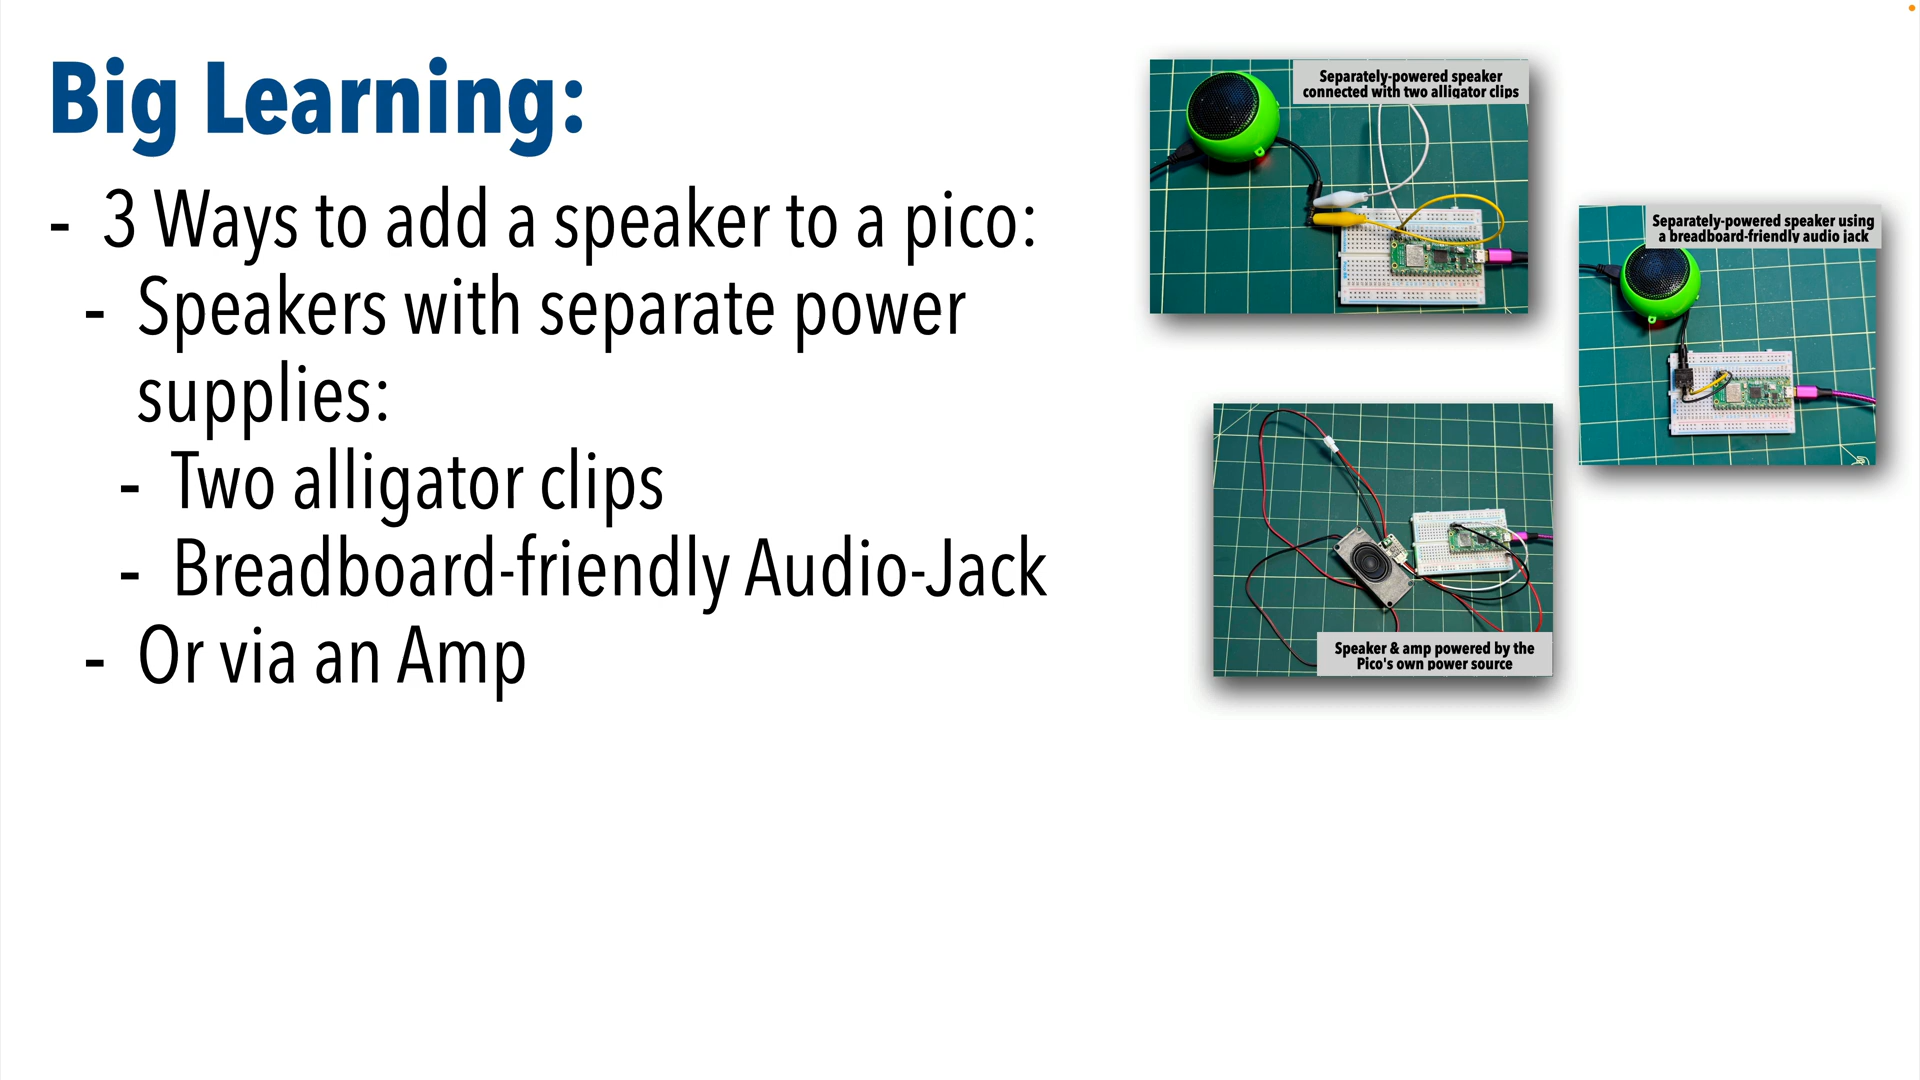 Big Learning:
- 3 Ways to add a speaker to a pico:
- Speakers with separate power
supplies:
- Two alligator clips
- Breadboard-friendly Audio-Jack
- Or via an Amp
Separately-powered speaker
connected with two alligator clips
Separately-powered speaker using
a breadboard-friendly audio jack
Speaker & amp powered by the
Pico's own power source